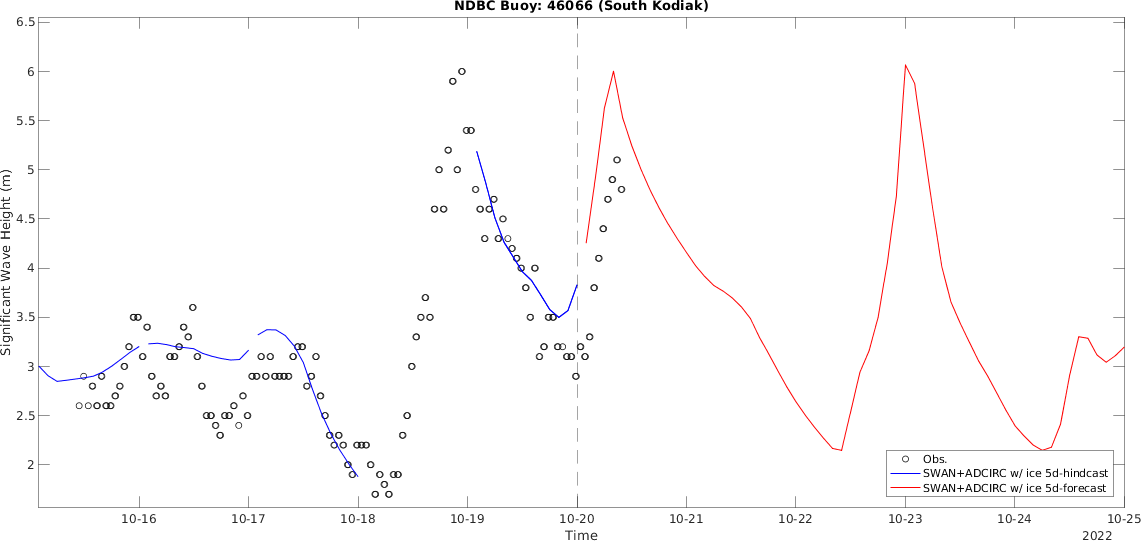 NDBC Buoy: 46066 (South Kodiak)
6.5
6
5.5
5
4.5
4
3.5
3
2.5
2
Significant Wave Height (m)
Obs.
SWAN+ADCIRC w/ ice 5d-hindcast
SWAN+ADCIRC w/ ice 5d-forecast
10-16 10-17 10-18 10-19 10-20 10-21 10-22 10-23 10-24 10-25
Time
2022